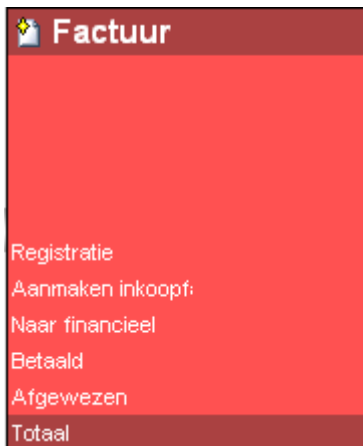 Factuur
Registratie
Aanmaken inkoopf
Naar financieel
Betaald
Afgewezen
Totaal